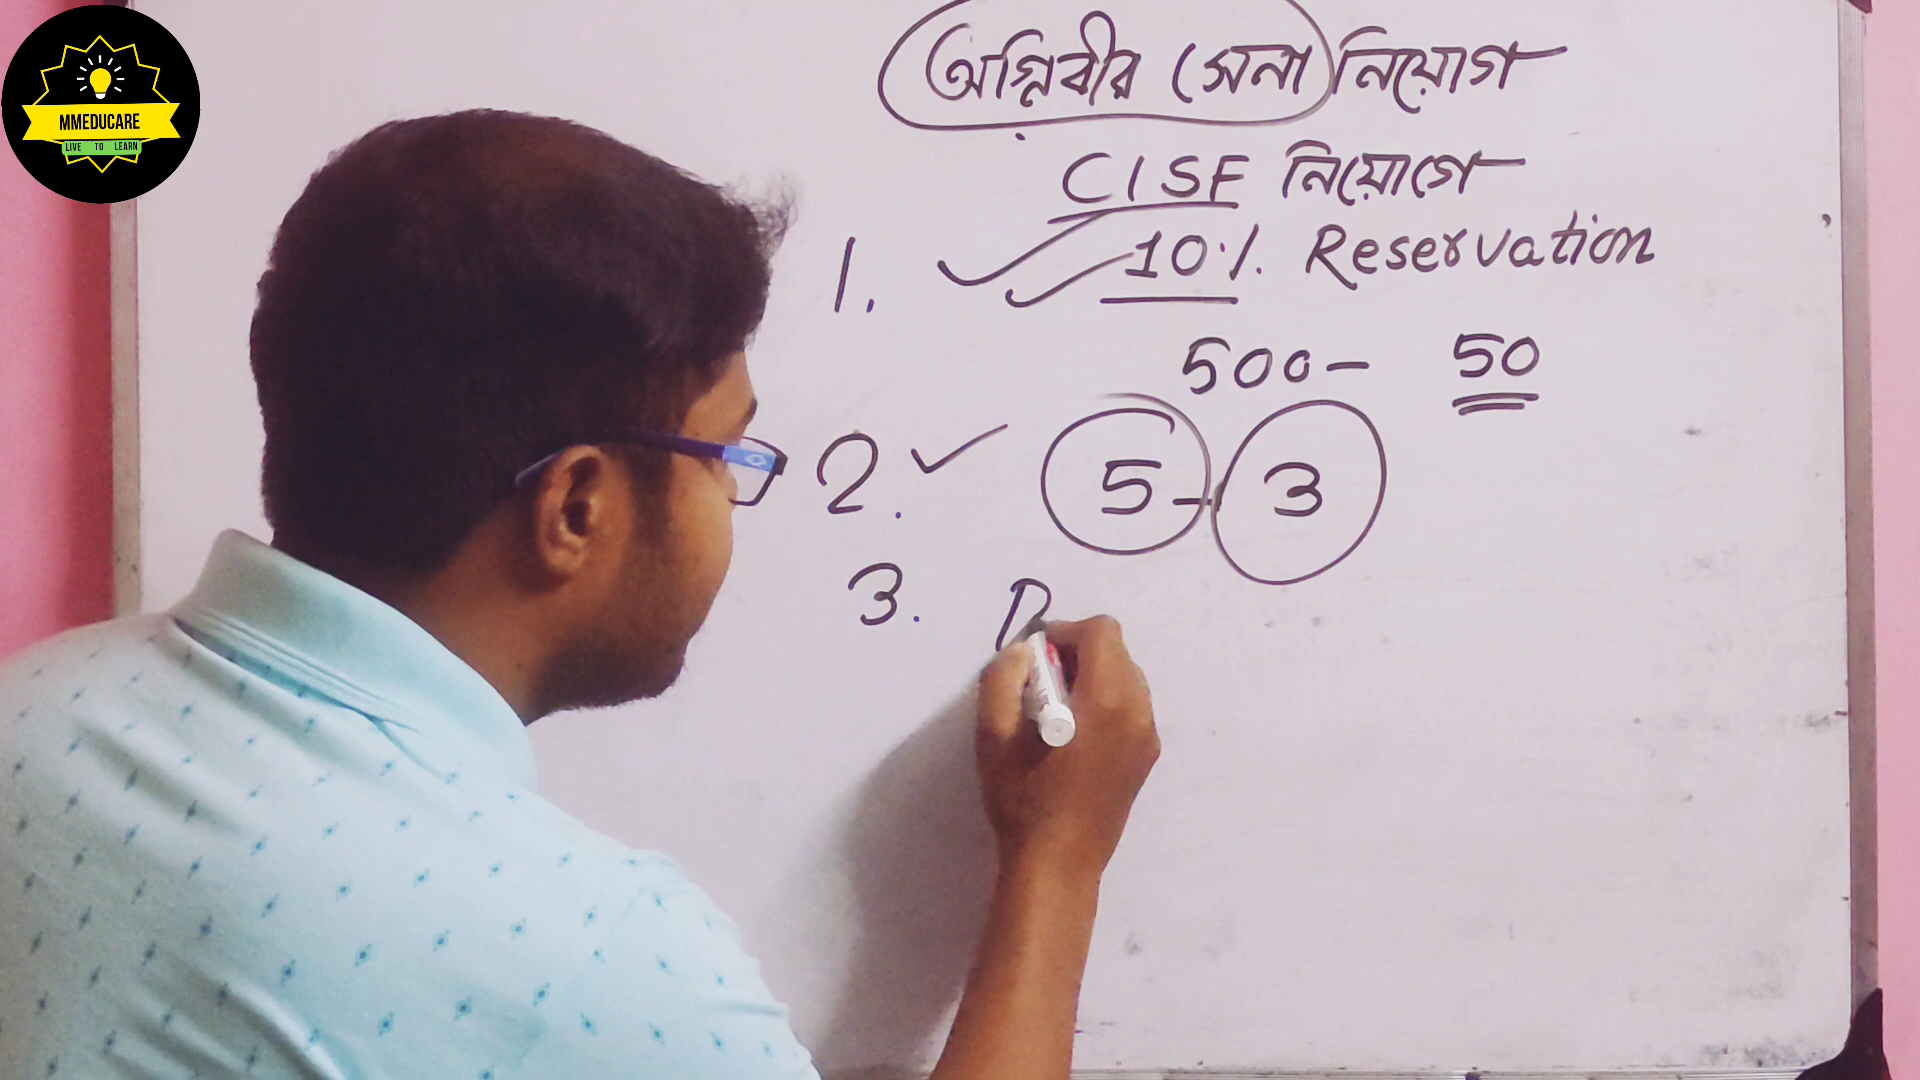 MMEDUCARE
LIVE TO LEARN
অগ্নিবীর সেনা নিয়োগ
CISF নিয়োগে
1. 10%. Reservation
500- 50
2. 5-3
3.